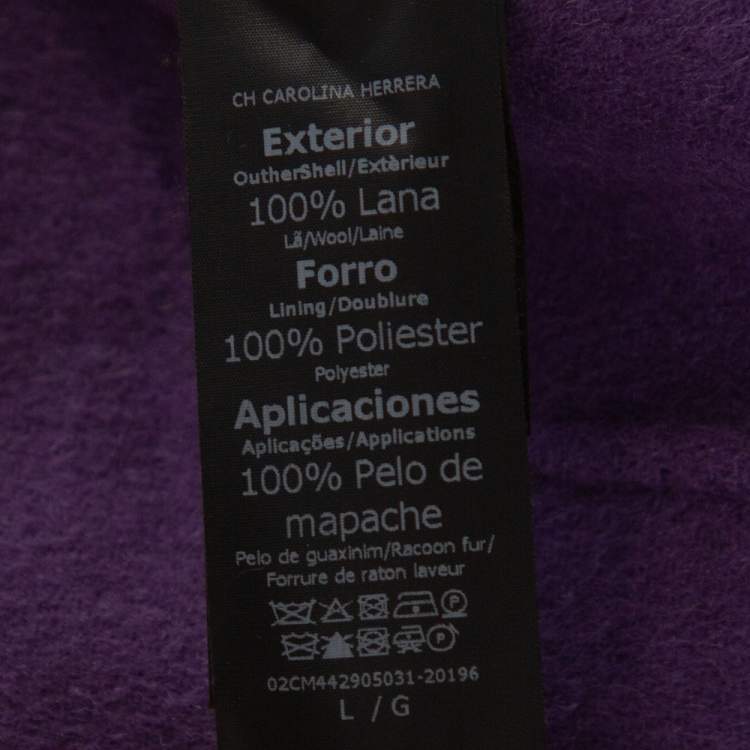 CH CAROLINA HERRERA
Exterior
OutherShell/Extèrieur
100% Lana
Lã/Wool/Laine
Forro
Lining/Doublure
100% Poliester
Polyester
Aplicaciones
Aplicações/Applications
100% Pelo de
mapache
Pelo de guaxinim/Racoon fur/
Forrure de raton laveur
P
P
02CM442905031-20196
L / G